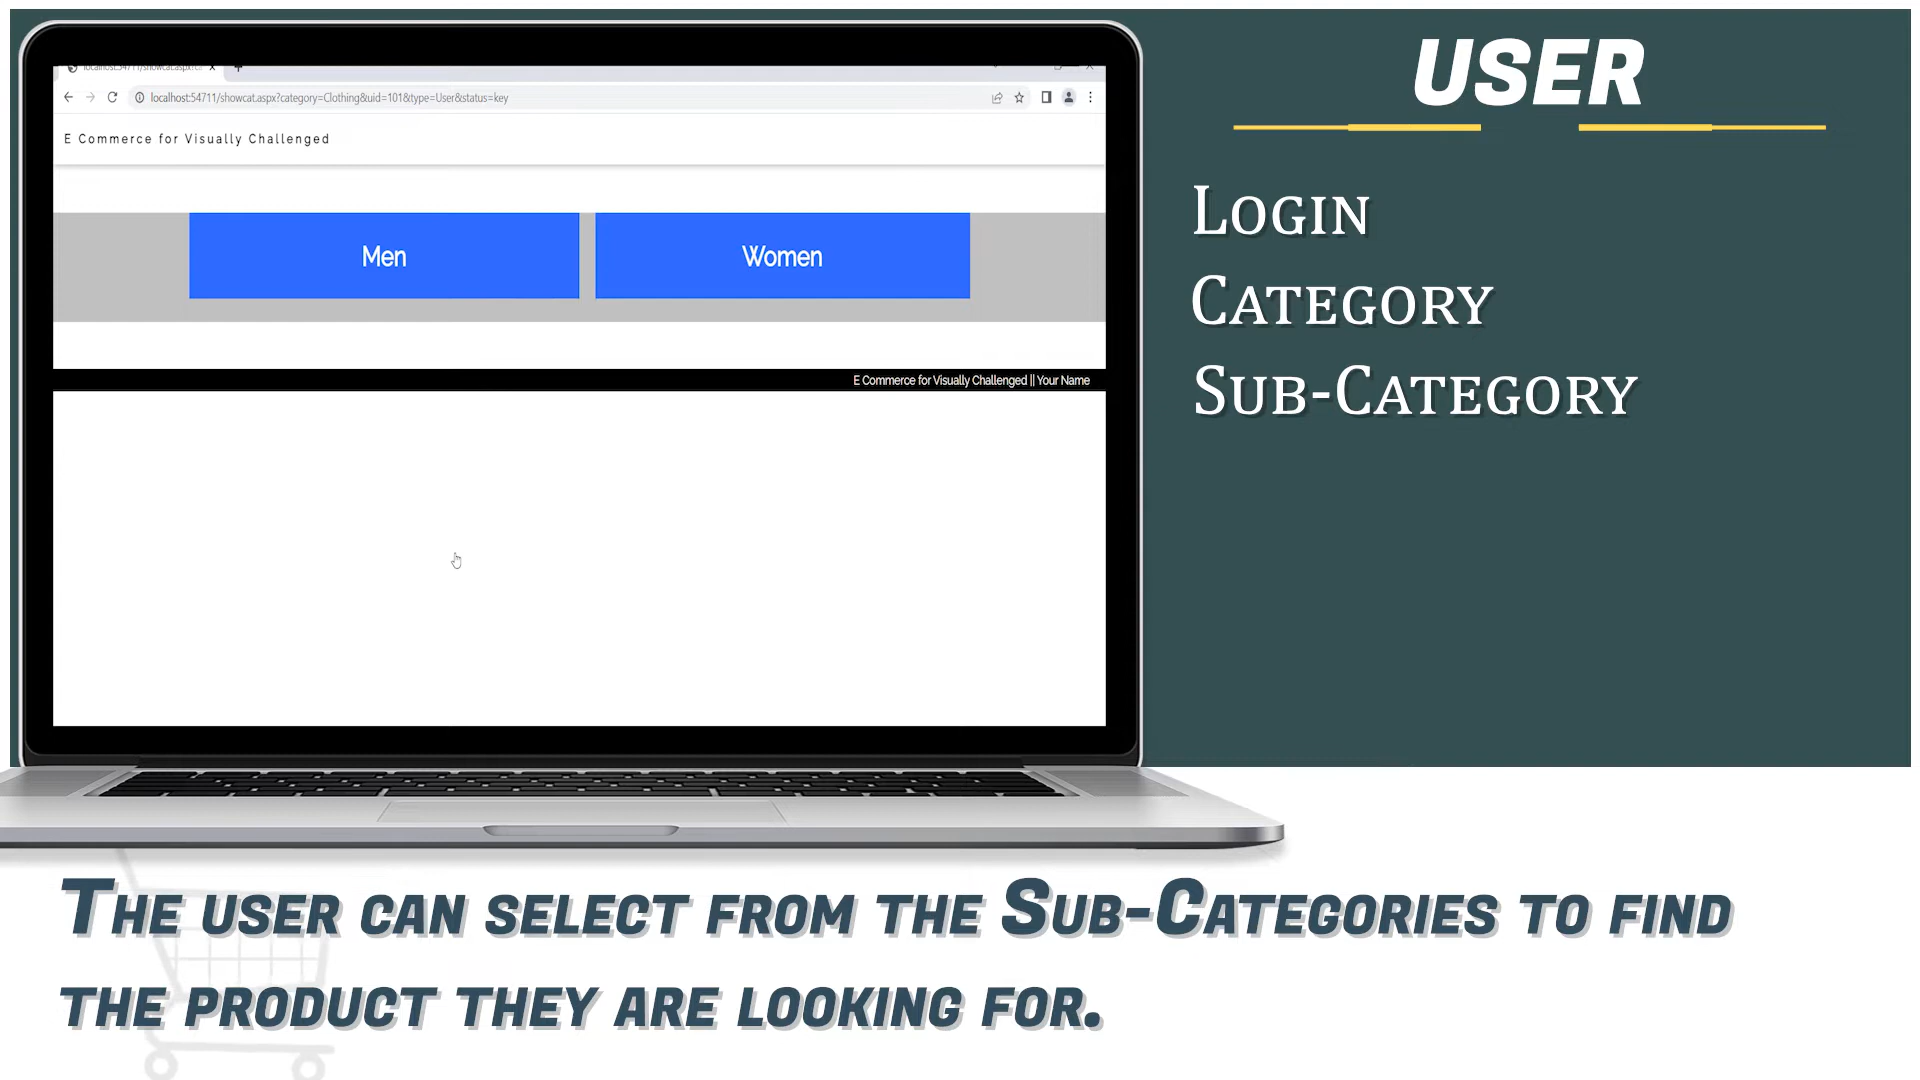 USER
localhost:54711/showcat.aspx?category=Clothing&uid=101&type=User&status=key
E Commerce for Visually Challenged
Men
Women
E Commerce for Visually Challenged || Your Name
LOGIN
CATEGORY
SUB-CATEGORY
THE USER CAN SELECT FROM THE SUB-CATEGORIES TO FIND
THE PRODUCT THEY ARE LOOKING FOR.